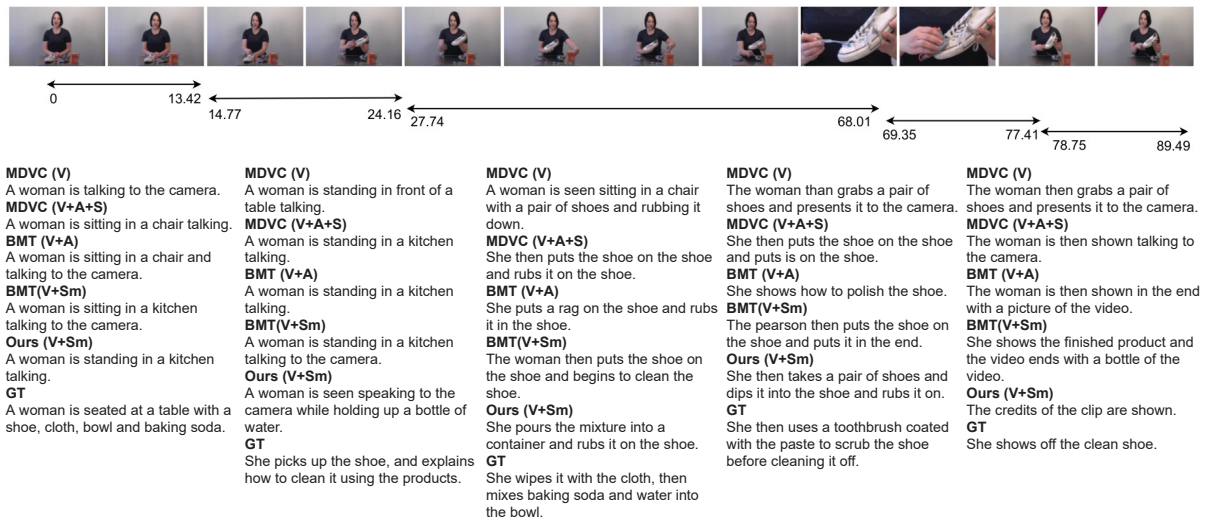 0
13.42
14.77
24.16
27.74
68.01
69.35
77.41
78.75
89.49
MDVC (V)
A woman is talking to the camera.
MDVC (V+A+S)
A woman is sitting in a chair talking.
BMT (V+A)
A woman is sitting in a chair and
talking to the camera.
BMT(V+Sm)
A woman is sitting in a kitchen
talking to the camera.
Ours (V+Sm)
A woman is standing in a kitchen
talking.
GT
A woman is seated at a table with a
shoe, cloth, bowl and baking soda.
MDVC (V)
A woman is standing in front of a
table talking.
MDVC (V+A+S)
A woman is standing in a kitchen
talking.
BMT (V+A)
A woman is standing in a kitchen
talking.
BMT(V+Sm)
A woman is standing in a kitchen
talking to the camera.
Ours (V+Sm)
A woman is seen speaking to the
camera while holding up a bottle of
water.
GT
She picks up the shoe, and explains
how to clean it using the products.
MDVC (V)
A woman is seen sitting in a chair
with a pair of shoes and rubbing it
down.
MDVC (V+A+S)
She then puts the shoe on the shoe
and rubs it on the shoe.
BMT (V+A)
She puts a rag on the shoe and rubs
it in the shoe.
BMT(V+Sm)
The woman then puts the shoe on
the shoe and begins to clean the
shoe.
Ours (V+Sm)
She pours the mixture into a
container and rubs it on the shoe.
GT
She wipes it with the cloth, then
mixes baking soda and water into
the bowl.
MDVC (V)
The woman than grabs a pair of
shoes and presents it to the camera.
MDVC (V+A+S)
She then puts the shoe on the shoe
and puts is on the shoe.
BMT (V+A)
She shows how to polish the shoe.
BMT(V+Sm)
The pearson then puts the shoe on
the shoe and puts it in the end.
Ours (V+Sm)
She then takes a pair of shoes and
dips it into the shoe and rubs it on.
GT
She then uses a toothbrush coated
with the paste to scrub the shoe
before cleaning it off.
MDVC (V)
The woman then grabs a pair of
shoes and presents it to the camera.
MDVC (V+A+S)
The woman is then shown talking to
the camera.
BMT (V+A)
The woman is then shown in the end
with a picture of the video.
BMT(V+Sm)
She shows the finished product and
the video ends with a bottle of the
video.
Ours (V+Sm)
The credits of the clip are shown.
GT
She shows off the clean shoe.